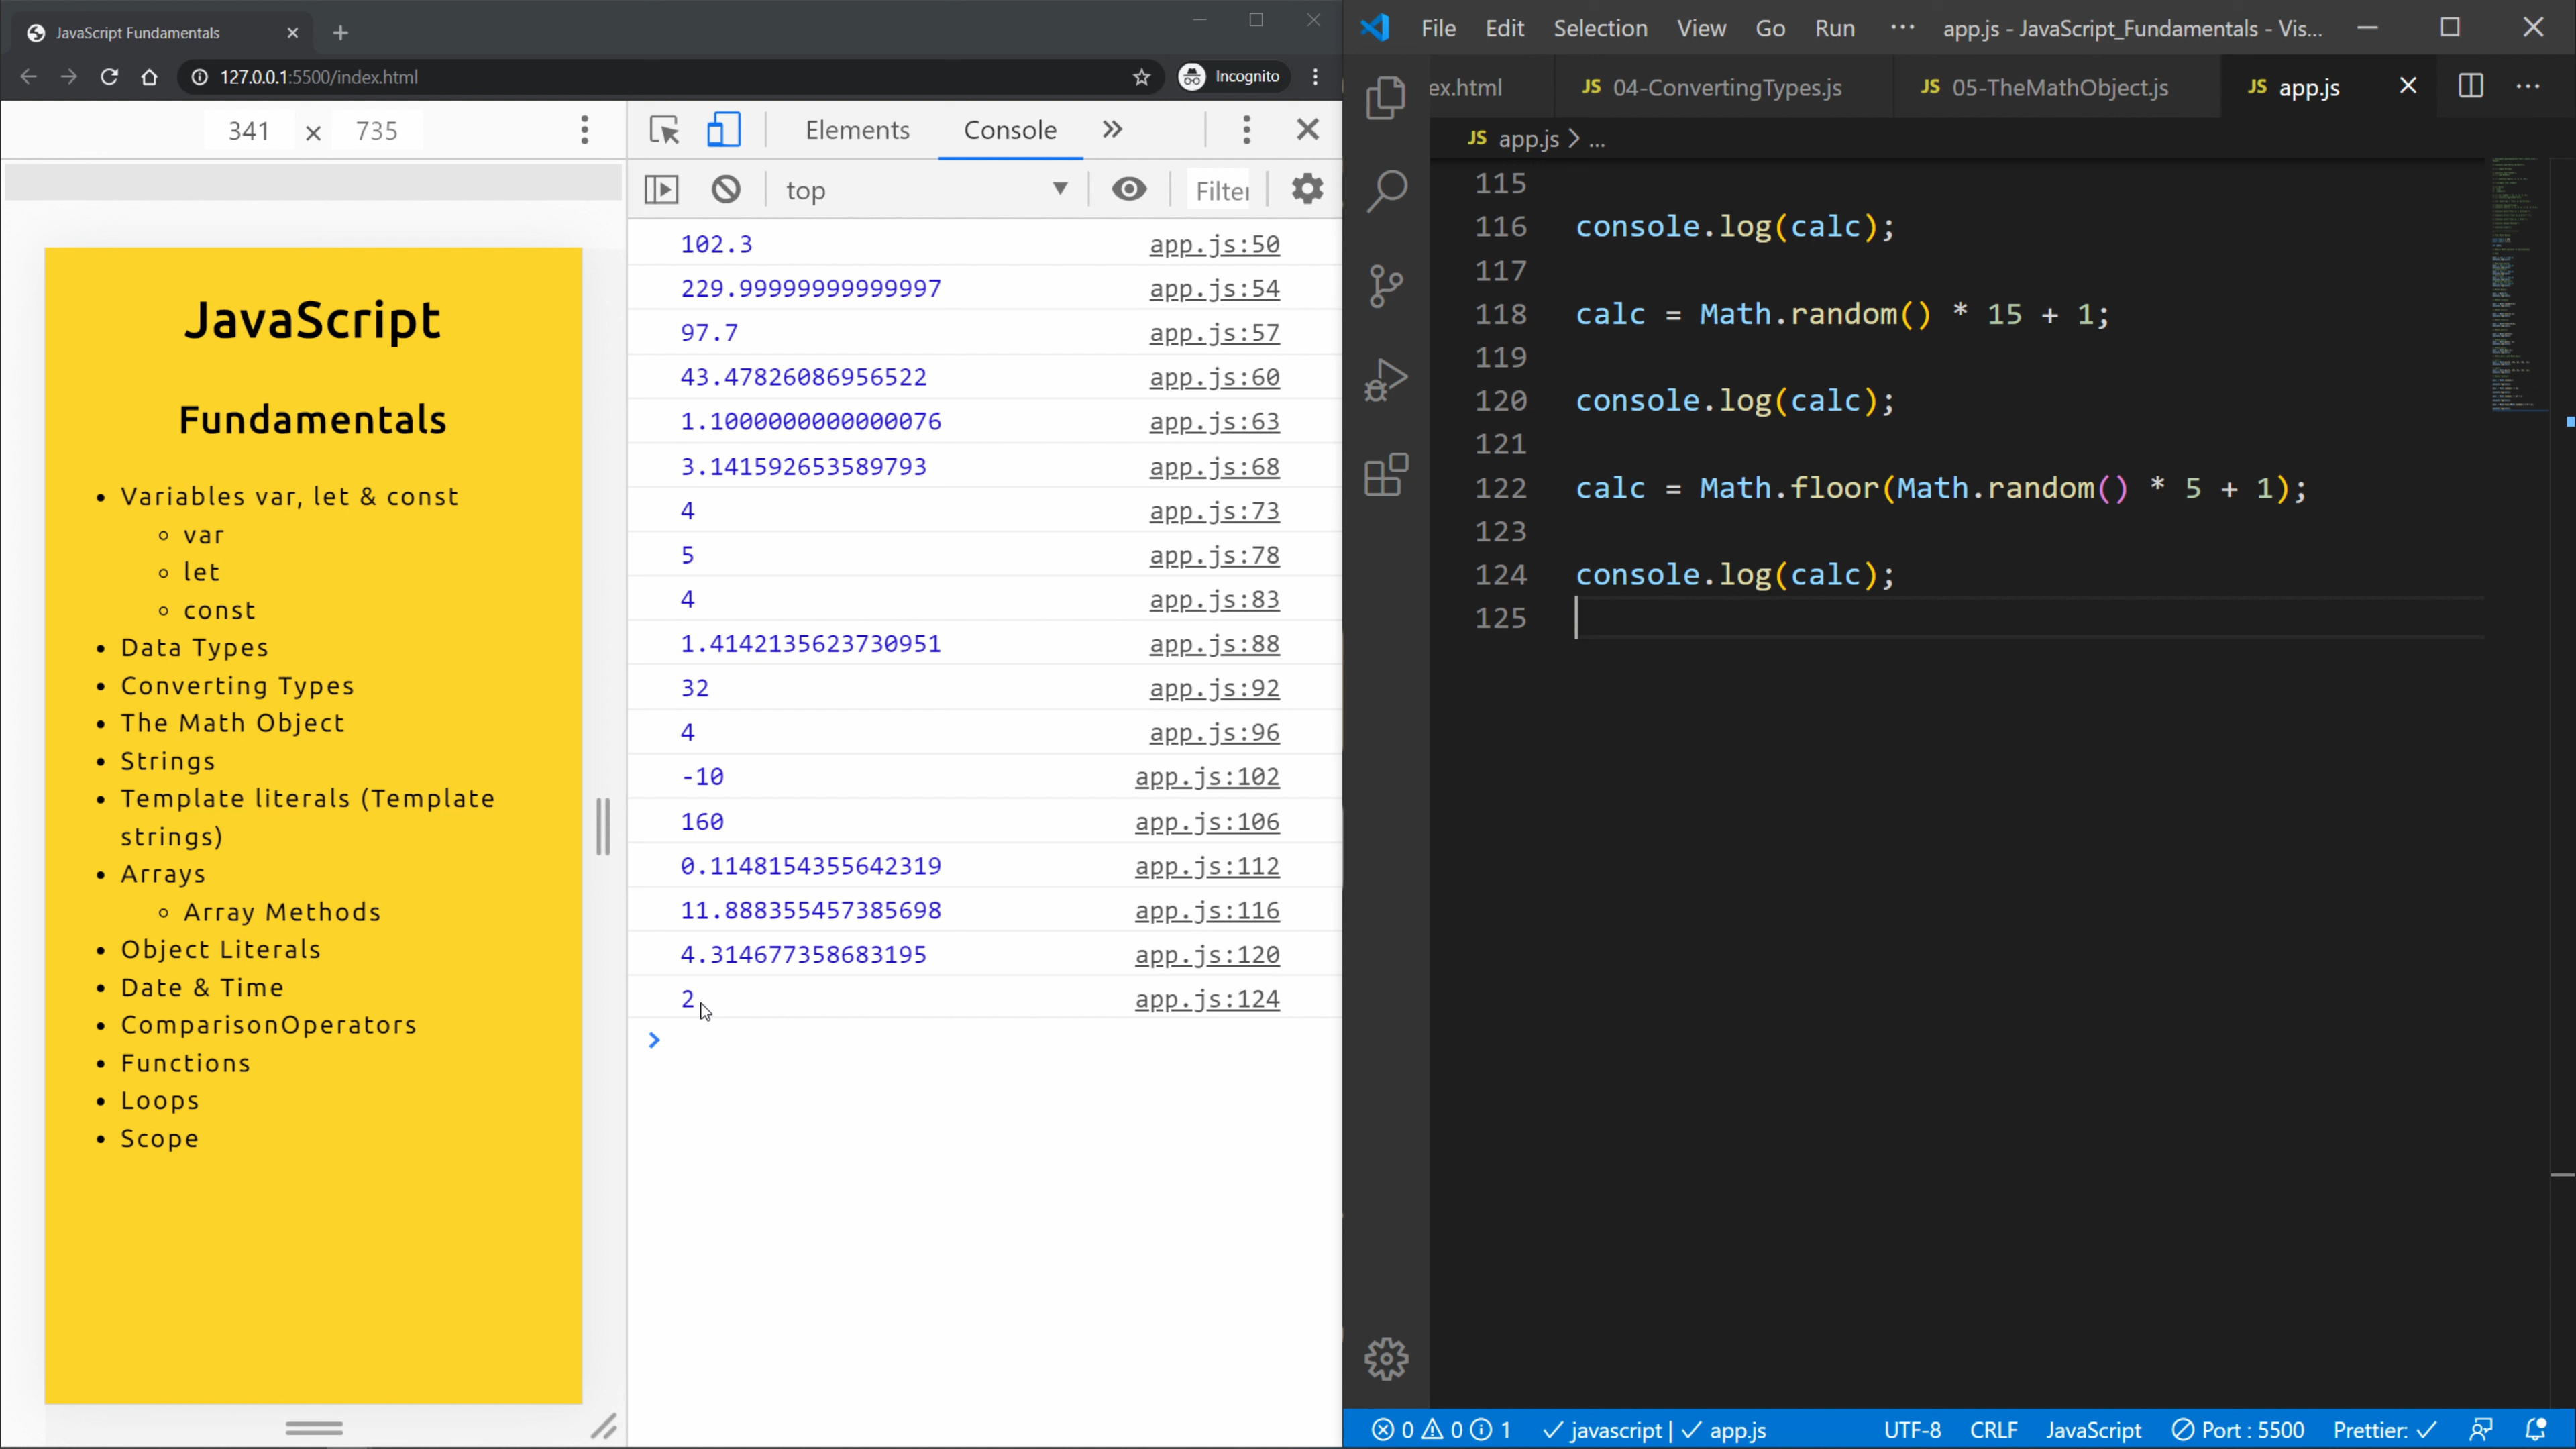 JavaScript Fundamentals
127.0.0.1:5500/index.html
Incognito
341 × 735
JavaScript
Fundamentals
• Variables var, let & const
◦ var
◦ let
◦ const
• Data Types
• Converting Types
• The Math Object
• Strings
• Template literals (Template
strings)
• Arrays
◦ Array Methods
• Object Literals
• Date & Time
• ComparisonOperators
• Functions
• Loops
• Scope
Elements Console
top
Filter
102.3 app.js:50
229.99999999999997 app.js:54
97.7 app.js:57
43.47826086956522 app.js:60
1.1000000000000076 app.js:63
3.141592653589793 app.js:68
4 app.js:73
5 app.js:78
4 app.js:83
1.4142135623730951 app.js:88
32 app.js:92
4 app.js:96
-10 app.js:102
160 app.js:106
0.1148154355642319 app.js:112
11.888355457385698 app.js:116
4.314677358683195 app.js:120
2 app.js:124
File Edit Selection View Go Run ··· app.js - JavaScript_Fundamentals - Vis...
ex.html JS 04-ConvertingTypes.js JS 05-TheMathObject.js JS app.js
JS app.js > ...
115
116 console.log(calc);
117
118 calc = Math.random() * 15 + 1;
119
120 console.log(calc);
121
122 calc = Math.floor(Math.random() * 5 + 1);
123
124 console.log(calc);
125
0 0 1 javascript | app.js UTF-8 CRLF JavaScript Port : 5500 Prettier: ✓